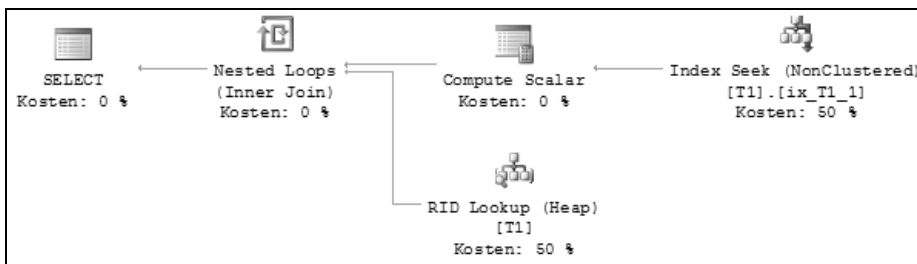 SELECT
Kosten: 0 %
Nested Loops
(Inner Join)
Kosten: 0 %
Compute Scalar
Kosten: 0 %
Index Seek (NonClustered)
[T1].[ix_T1_1]
Kosten: 50 %
RID Lookup (Heap)
[T1]
Kosten: 50 %